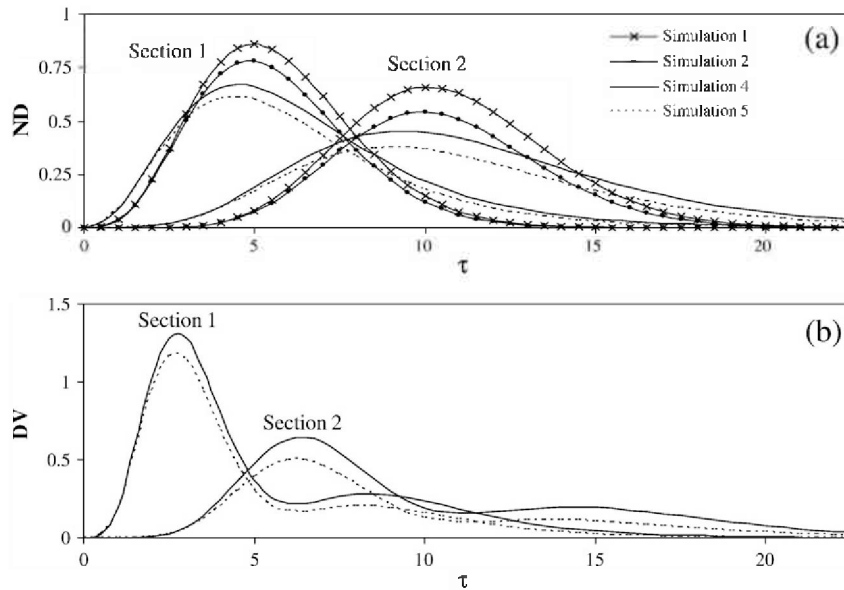 1
(a)
Section 1
Section 2
Simulation 1
Simulation 2
Simulation 4
Simulation 5
0.75
ND
0.5
0.25
0
0 5 10 15 20
τ
1.5
(b)
Section 1
1
DV
Section 2
0.5
0
0 5 10 15 20
τ